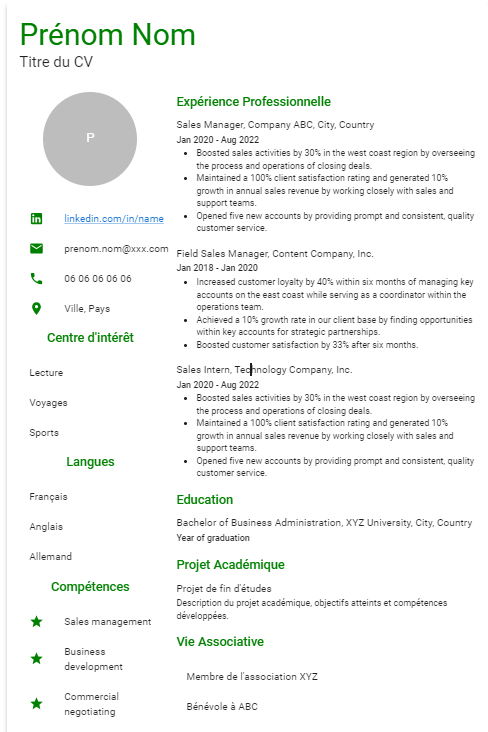 Prénom Nom
Titre du CV
P
linkedin.com/in/name
prenom.nom@xxx.com
06 06 06 06 06
Ville, Pays
Centre d'intérêt
Lecture
Voyages
Sports
Langues
Français
Anglais
Allemand
Compétences
Sales management
Business
development
Commercial
negotiating
Expérience Professionnelle
Sales Manager, Company ABC, City, Country
Jan 2020 - Aug 2022
Boosted sales activities by 30% in the west coast region by overseeing
the process and operations of closing deals.
Maintained a 100% client satisfaction rating and generated 10%
growth in annual sales revenue by working closely with sales and
support teams.
Opened five new accounts by providing prompt and consistent, quality
customer service.
Field Sales Manager, Content Company, Inc.
Jan 2018 - Jan 2020
Increased customer loyalty by 40% within six months of managing key
accounts on the east coast while serving as a coordinator within the
operations team.
Achieved a 10% growth rate in our client base by finding opportunities
within key accounts for strategic partnerships.
Boosted customer satisfaction by 33% after six months.
Sales Intern, Technology Company, Inc.
Jan 2020 - Aug 2022
Boosted sales activities by 30% in the west coast region by overseeing
the process and operations of closing deals.
Maintained a 100% client satisfaction rating and generated 10%
growth in annual sales revenue by working closely with sales and
support teams.
Opened five new accounts by providing prompt and consistent, quality
customer service.
Education
Bachelor of Business Administration, XYZ University, City, Country
Year of graduation
Projet Académique
Projet de fin d'études
Description du projet académique, objectifs atteints et compétences
développées.
Vie Associative
Membre de l'association XYZ
Bénévole à ABC